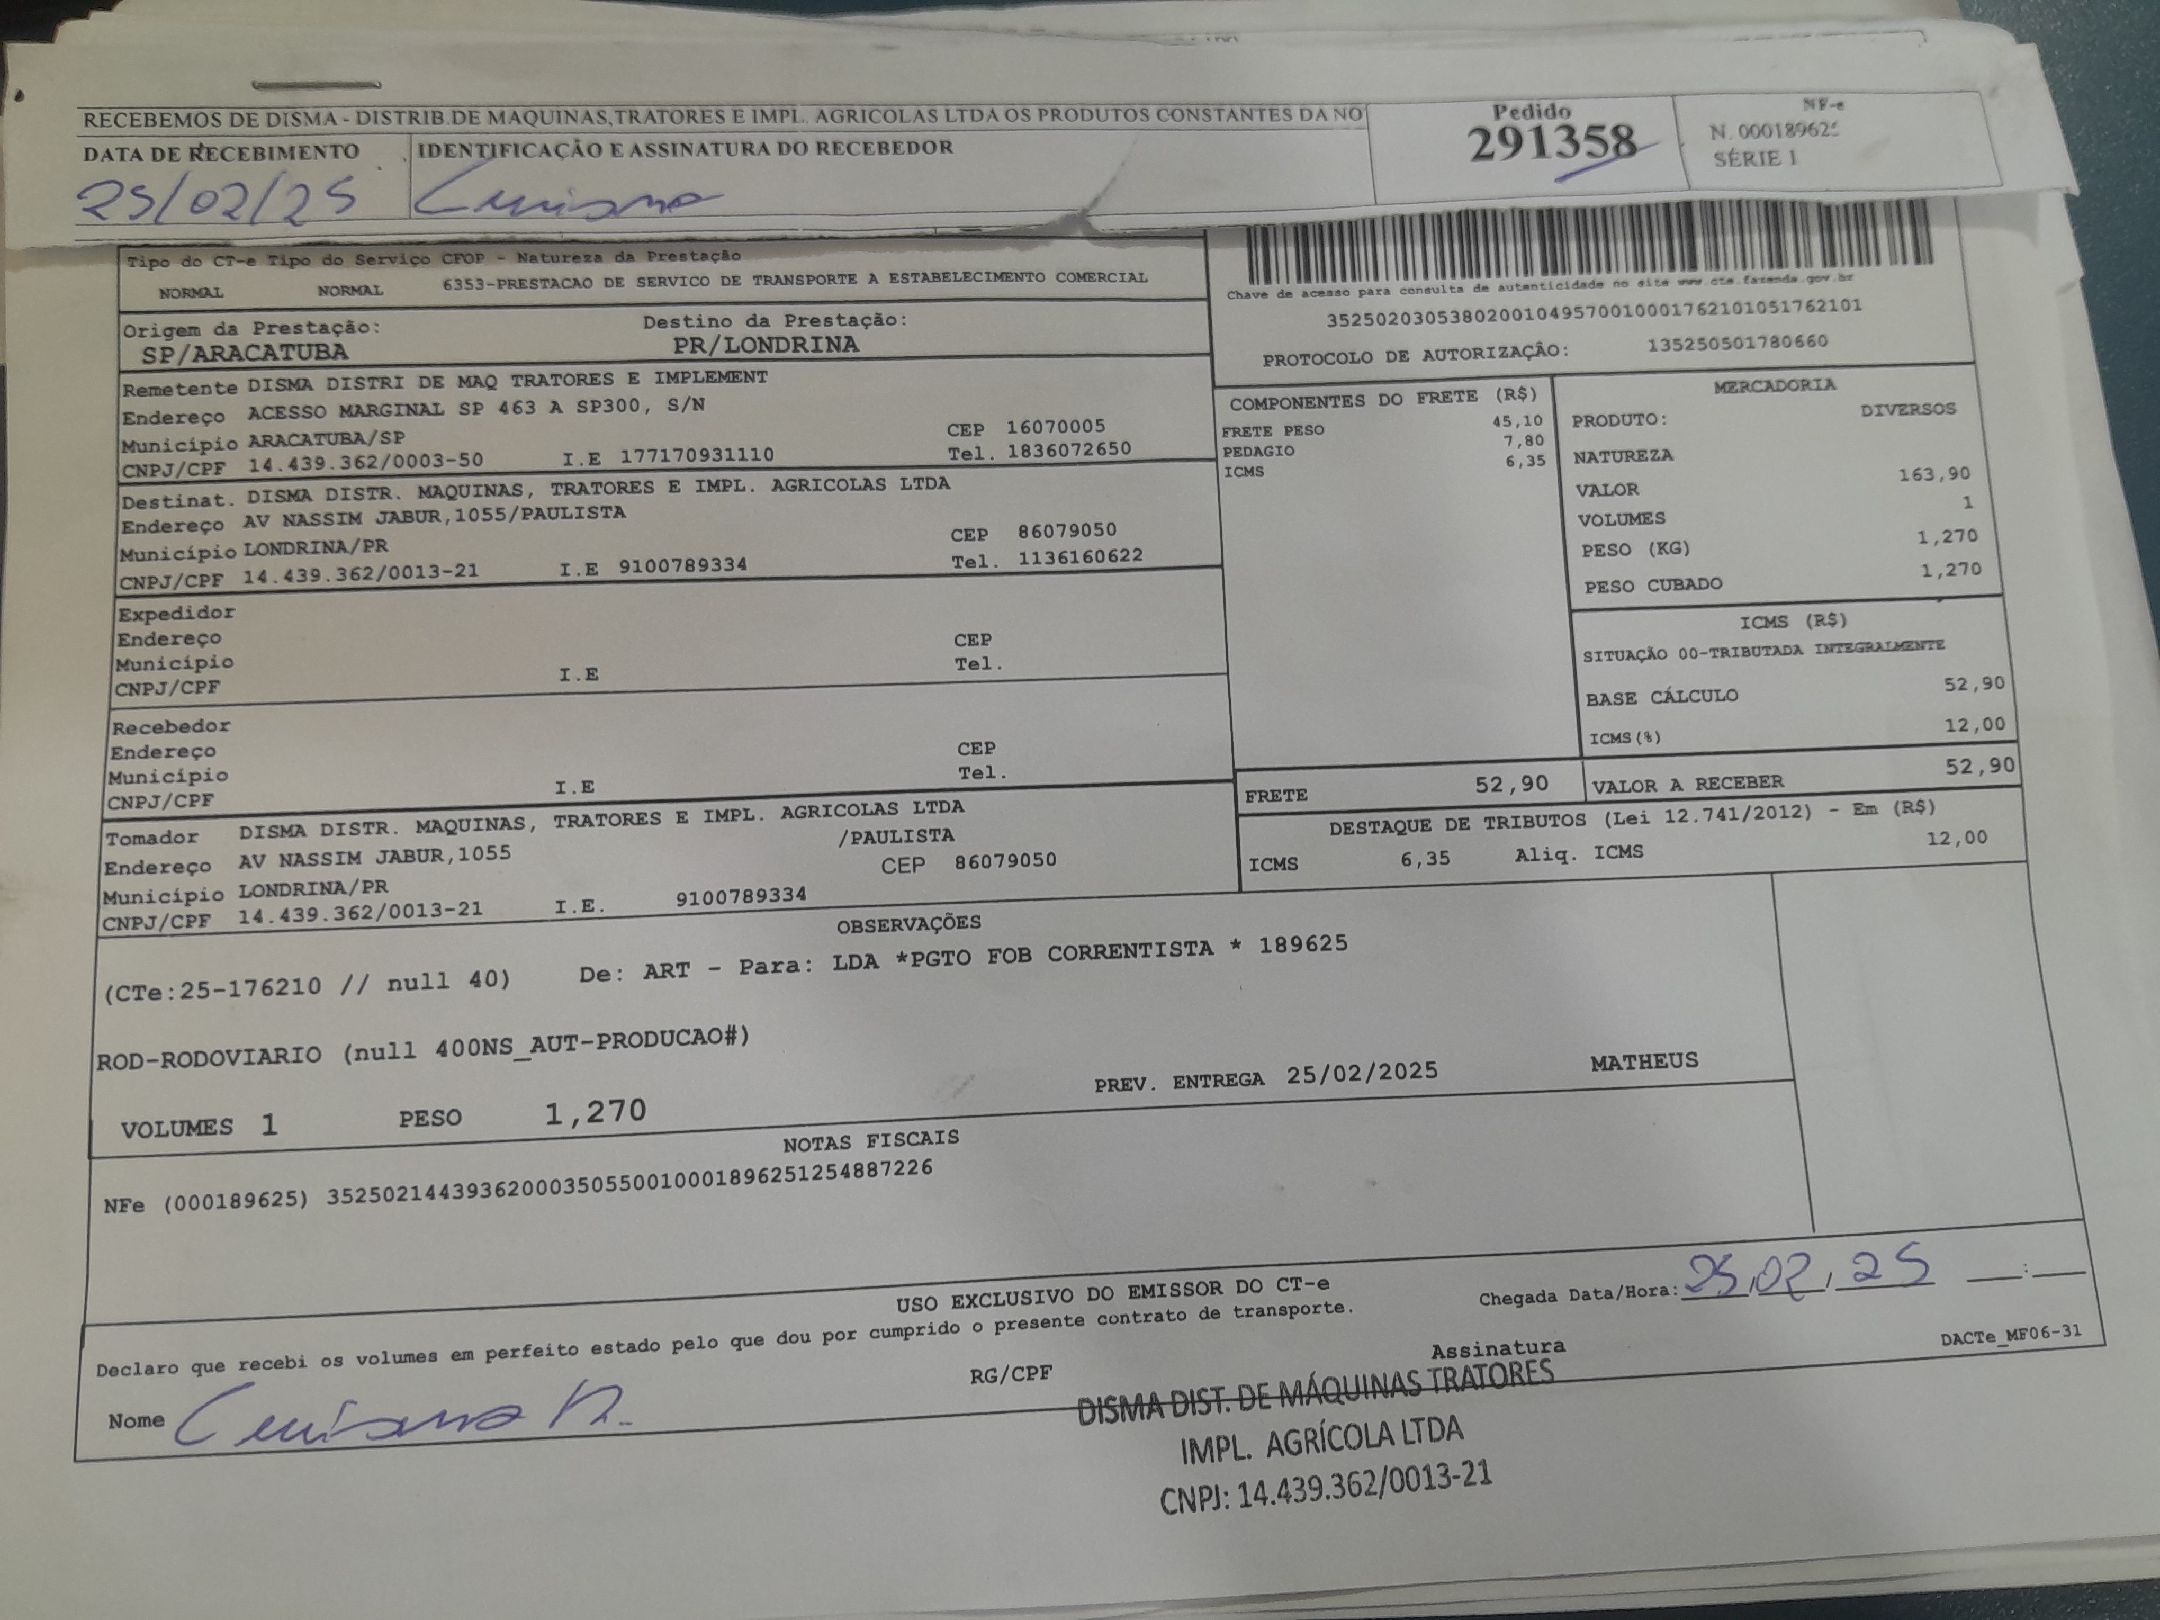 RECEBEMOS DE DISMA - DISTRIB.DE MAQUINAS,TRATORES E IMPL. AGRICOLAS LTDA OS PRODUTOS CONSTANTES DA NO
DATA DE RECEBIMENTO
25/02/25
IDENTIFICAÇÃO E ASSINATURA DO RECEBEDOR
Pedido
291358
NF-e
N. 000189625
SÉRIE 1
Tipo do CT-e Tipo do Serviço CFOP - Natureza da Prestação
NORMAL NORMAL 6353-PRESTACAO DE SERVICO DE TRANSPORTE A ESTABELECIMENTO COMERCIAL
Origem da Prestação: Destino da Prestação:
SP/ARACATUBA PR/LONDRINA
Chave de acesso para consulta de autenticidade no site www.cte.fazenda.gov.br
35250203053802001049570010001762101051762101
PROTOCOLO DE AUTORIZAÇÂO: 135250501780660
Remetente DISMA DISTRI DE MAQ TRATORES E IMPLEMENT
Endereço ACESSO MARGINAL SP 463 A SP300, S/N
Município ARACATUBA/SP CEP 16070005
CNPJ/CPF 14.439.362/0003-50 I.E 177170931110 Tel. 1836072650
Destinat. DISMA DISTR. MAQUINAS, TRATORES E IMPL. AGRICOLAS LTDA
Endereço AV NASSIM JABUR,1055/PAULISTA
Município LONDRINA/PR CEP 86079050
CNPJ/CPF 14.439.362/0013-21 I.E 9100789334 Tel. 1136160622
Expedidor
Endereço
Município CEP
CNPJ/CPF I.E Tel.
Recebedor
Endereço
Município CEP
CNPJ/CPF I.E Tel.
Tomador DISMA DISTR. MAQUINAS, TRATORES E IMPL. AGRICOLAS LTDA
Endereço AV NASSIM JABUR,1055 /PAULISTA
Município LONDRINA/PR CEP 86079050
CNPJ/CPF 14.439.362/0013-21 I.E. 9100789334
COMPONENTES DO FRETE (R$)
FRETE PESO 45,10
PEDAGIO 7,80
ICMS 6,35
MERCADORIA
PRODUTO: DIVERSOS
NATUREZA
VALOR 163,90
VOLUMES 1
PESO (KG) 1,270
PESO CUBADO 1,270
ICMS (R$)
SITUAÇÃO 00-TRIBUTADA INTEGRALMENTE
BASE CÁLCULO 52,90
ICMS(%) 12,00
FRETE 52,90 VALOR A RECEBER 52,90
DESTAQUE DE TRIBUTOS (Lei 12.741/2012) - Em (R$)
ICMS 6,35 Aliq. ICMS 12,00
OBSERVAÇÕES
(CTe:25-176210 // null 40) De: ART - Para: LDA *PGTO FOB CORRENTISTA * 189625
ROD-RODOVIARIO (null 400NS_AUT-PRODUCAO#)
PREV. ENTREGA 25/02/2025 MATHEUS
VOLUMES 1 PESO 1,270
NOTAS FISCAIS
NFe (000189625) 35250214439362000350550010001896251254887226
USO EXCLUSIVO DO EMISSOR DO CT-e
Declaro que recebi os volumes em perfeito estado pelo que dou por cumprido o presente contrato de transporte.
Chegada Data/Hora: 25/02/25 __:__
Nome
RG/CPF
Assinatura
DACTe_MF06-31
DISMA DIST. DE MÁQUINAS TRATORES
IMPL. AGRÍCOLA LTDA
CNPJ: 14.439.362/0013-21